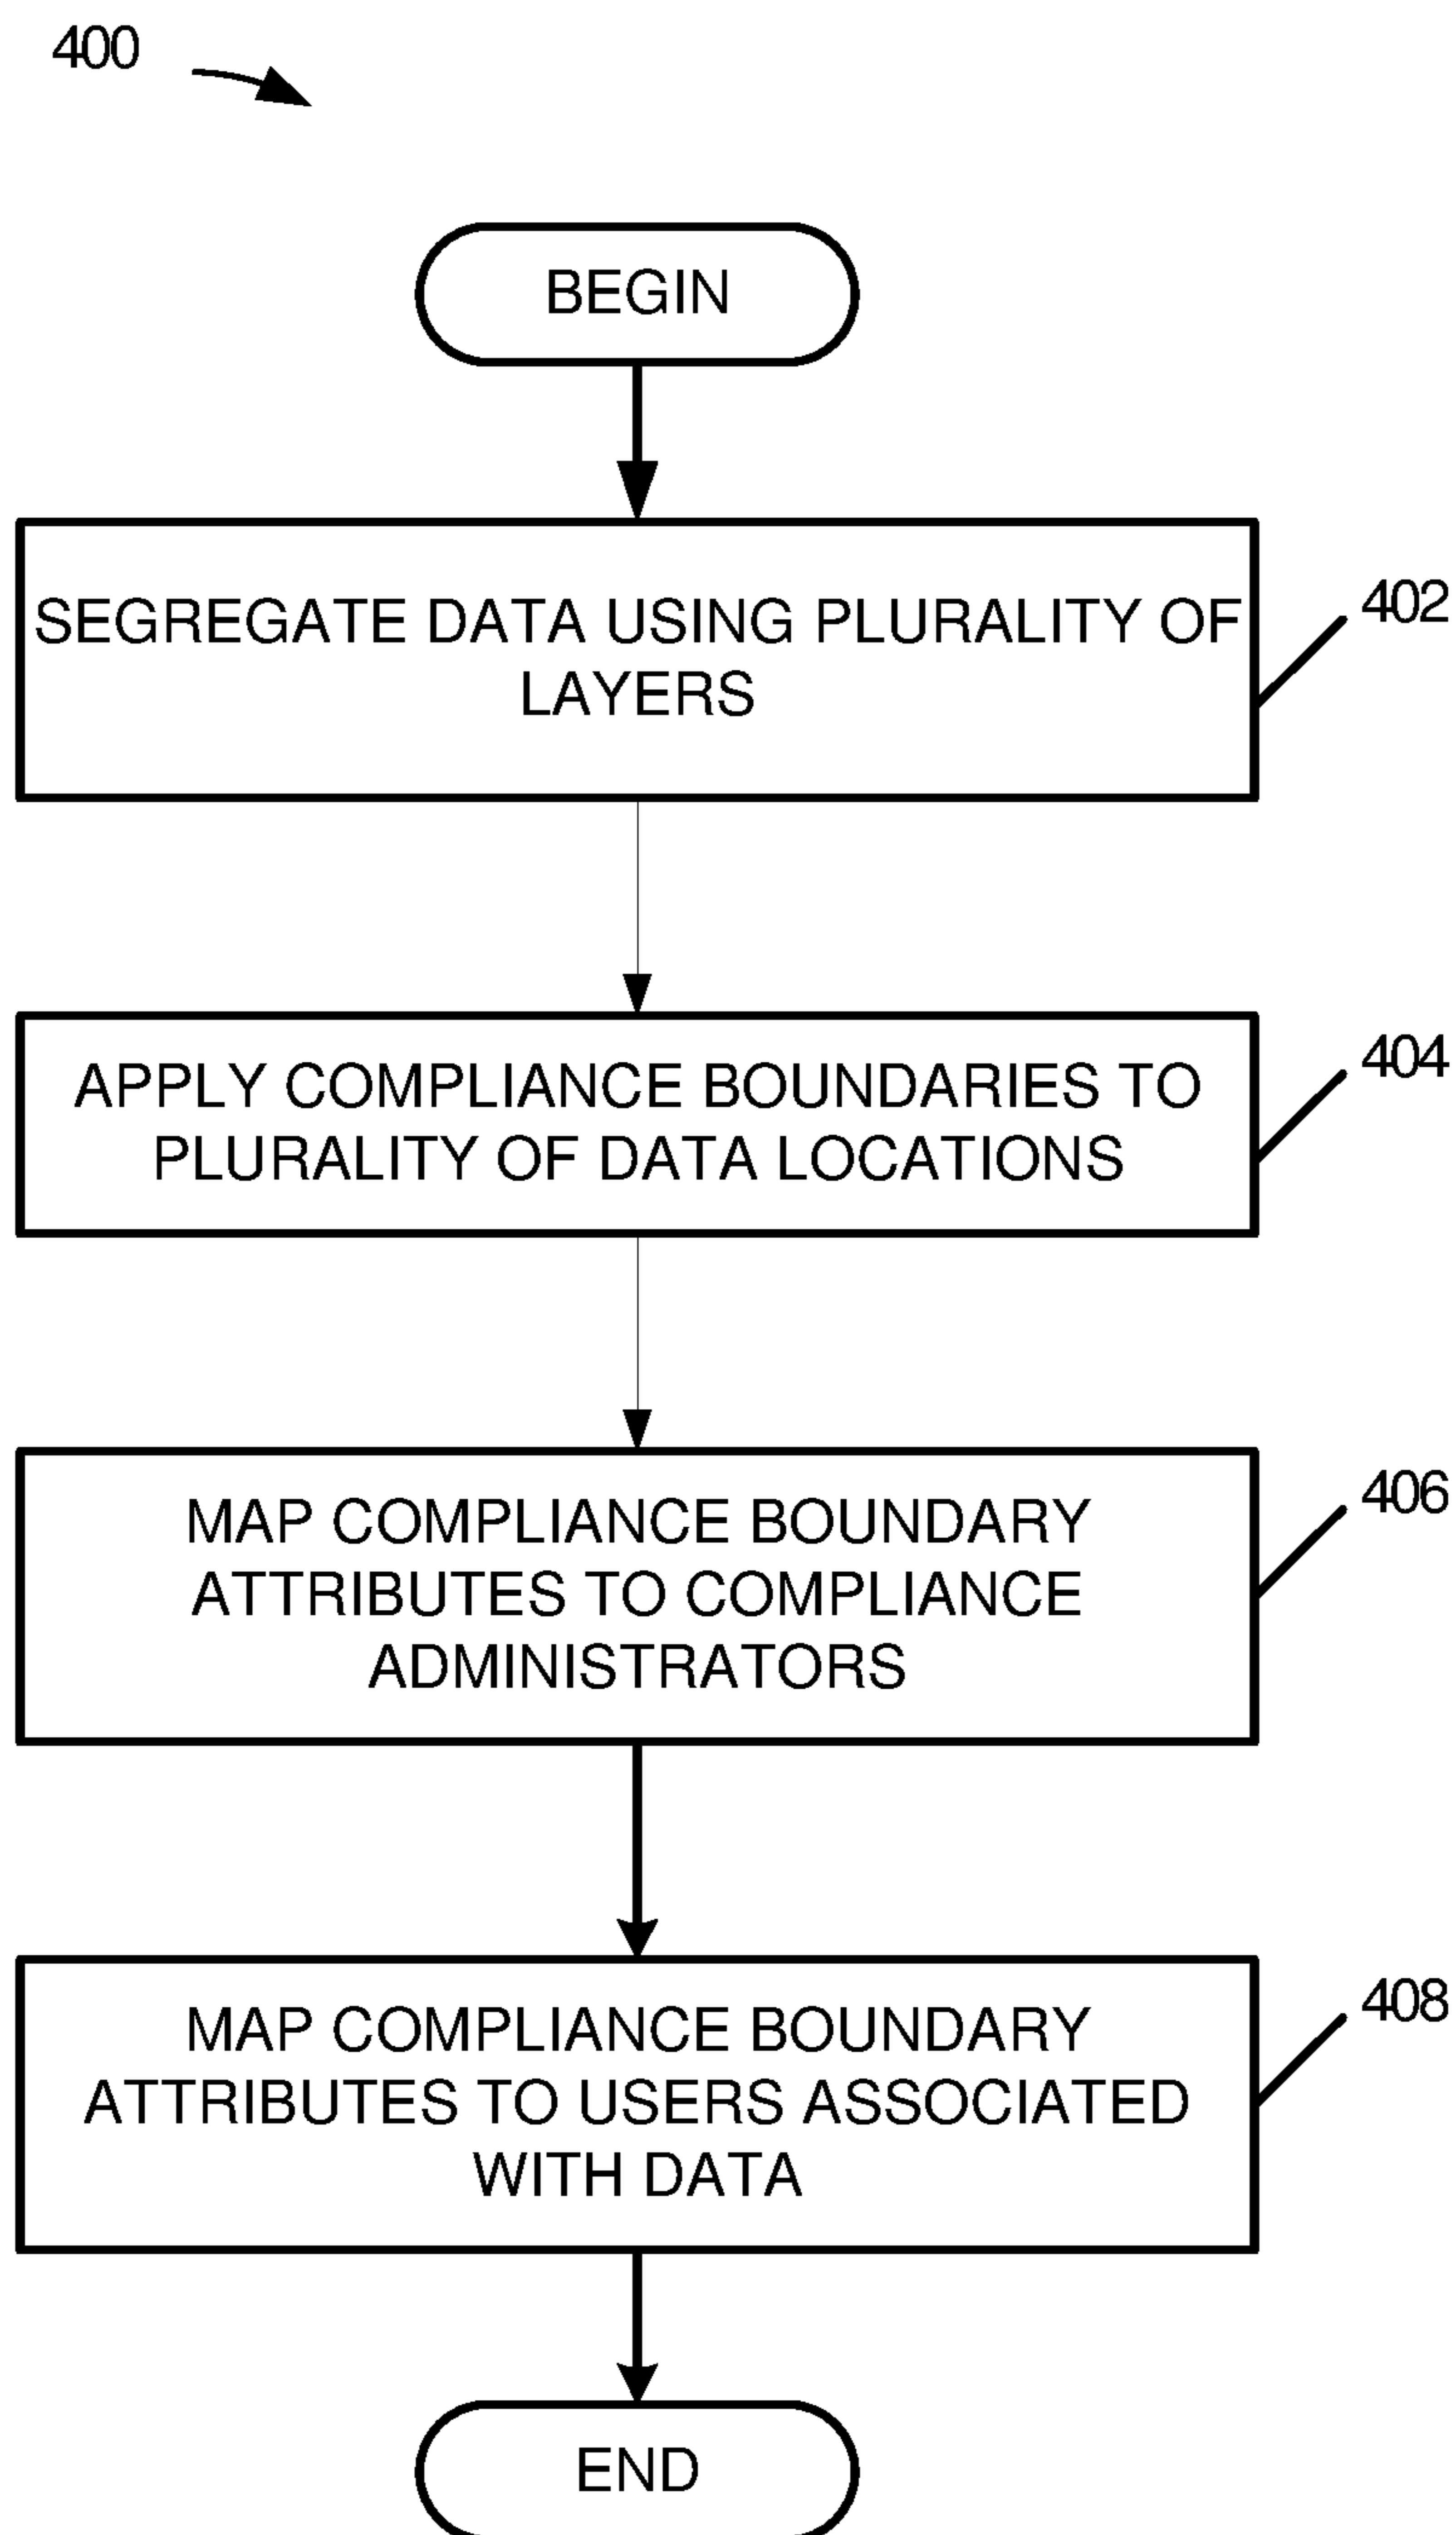 400
BEGIN
SEGREGATE DATA USING PLURALITY OF
LAYERS
402
APPLY COMPLIANCE BOUNDARIES TO
PLURALITY OF DATA LOCATIONS
404
MAP COMPLIANCE BOUNDARY
ATTRIBUTES TO COMPLIANCE
ADMINISTRATORS
406
MAP COMPLIANCE BOUNDARY
ATTRIBUTES TO USERS ASSOCIATED
WITH DATA
408
END